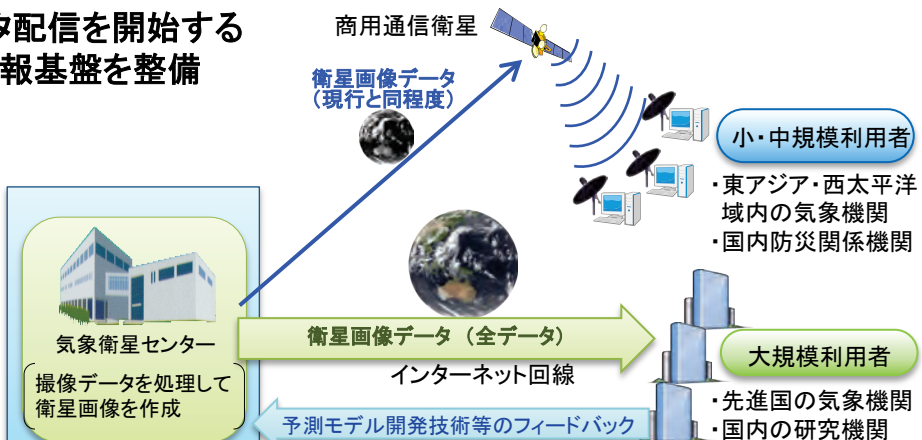 タ配信を開始する
報基盤を整備
商用通信衛星
衛星画像データ
（現行と同程度）
小・中規模利用者
・東アジア・西太平洋
域内の気象機関
・国内防災関係機関
気象衛星センター
撮像データを処理して
衛星画像を作成
衛星画像データ（全データ）
インターネット回線
予測モデル開発技術等のフィードバック
大規模利用者
・先進国の気象機関
・国内の研究機関